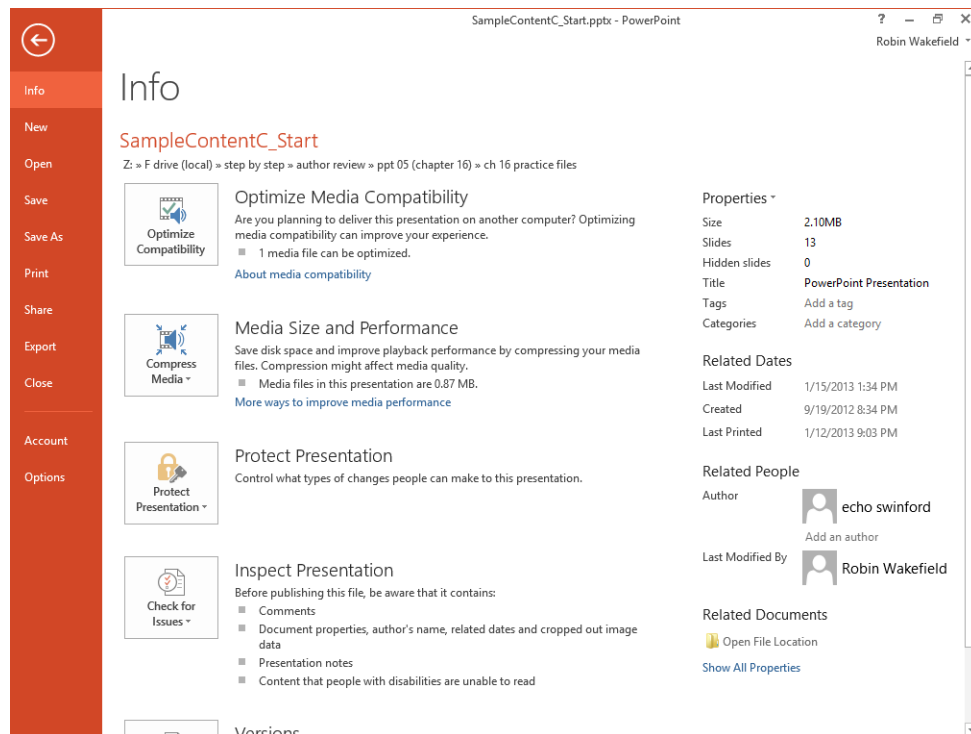 SampleContentC_Start.pptx - PowerPoint
?
Robin Wakefield
Info
New
Open
Save
Save As
Print
Share
Export
Close
Account
Options
Info
SampleContentC_Start
Z: » F drive (local) » step by step » author review » ppt 05 (chapter 16) » ch 16 practice files
Optimize
Compatibility
Optimize Media Compatibility
Are you planning to deliver this presentation on another computer? Optimizing
media compatibility can improve your experience.
1 media file can be optimized.
About media compatibility
Compress
Media
Media Size and Performance
Save disk space and improve playback performance by compressing your media
files. Compression might affect media quality.
Media files in this presentation are 0.87 MB.
More ways to improve media performance
Protect
Presentation
Protect Presentation
Control what types of changes people can make to this presentation.
Check for
Issues
Inspect Presentation
Before publishing this file, be aware that it contains:
Comments
Document properties, author's name, related dates and cropped out image
data
Presentation notes
Content that people with disabilities are unable to read
Versions
Properties
Size 2.10MB
Slides 13
Hidden slides 0
Title PowerPoint Presentation
Tags Add a tag
Categories Add a category
Related Dates
Last Modified 1/15/2013 1:34 PM
Created 9/19/2012 8:34 PM
Last Printed 1/12/2013 9:03 PM
Related People
Author echo swinford
Add an author
Last Modified By Robin Wakefield
Related Documents
Open File Location
Show All Properties